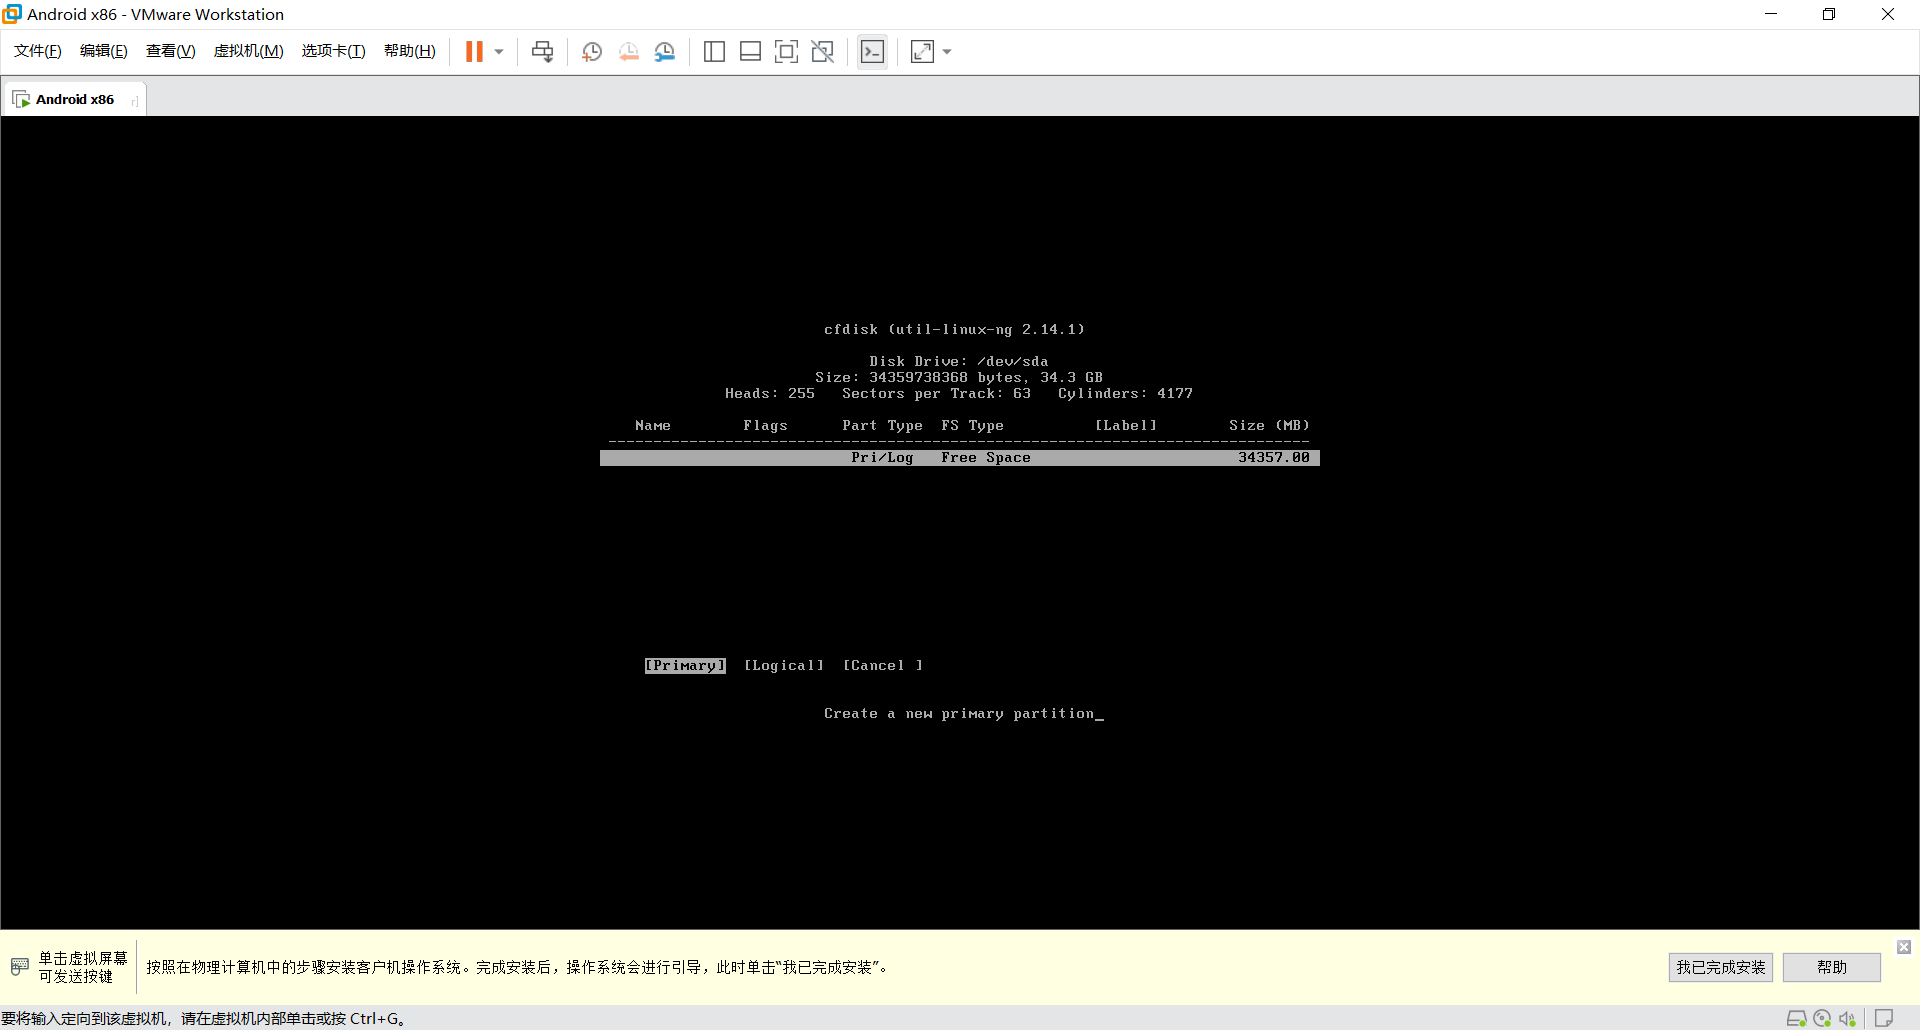 Android x86 - VMware Workstation
文件(F) 编辑(E) 查看(V) 虚拟机(M) 选项卡(T) 帮助(H)
Android x86
cfdisk (util-linux-ng 2.14.1)
Disk Drive: /dev/sda
Size: 34359738368 bytes, 34.3 GB
Heads: 255 Sectors per Track: 63 Cylinders: 4177
Name Flags Part Type FS Type [Label] Size (MB)
Pri/Log Free Space 34357.00
[Primary] [Logical] [Cancel ]
Create a new primary partition_
单击虚拟屏幕
可发送按键
按照在物理计算机中的步骤安装客户机操作系统。完成安装后，操作系统会进行引导，此时单击“我已完成安装”。
我已完成安装 帮助
要将输入定向到该虚拟机，请在虚拟机内部单击或按 Ctrl+G。